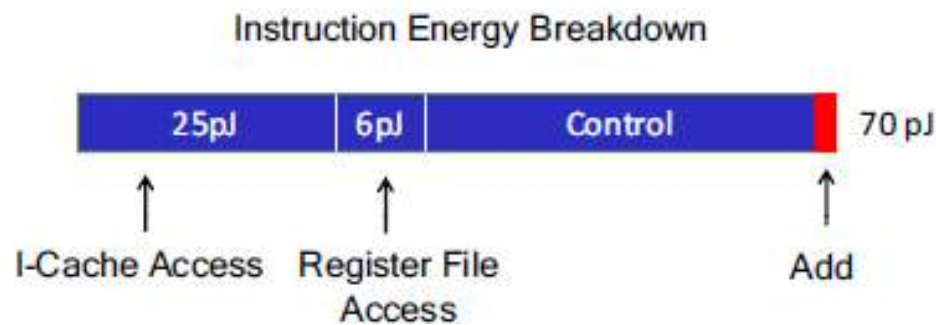 Instruction Energy Breakdown
25pJ 6pJ Control 70 pJ
I-Cache Access Register File Access Add